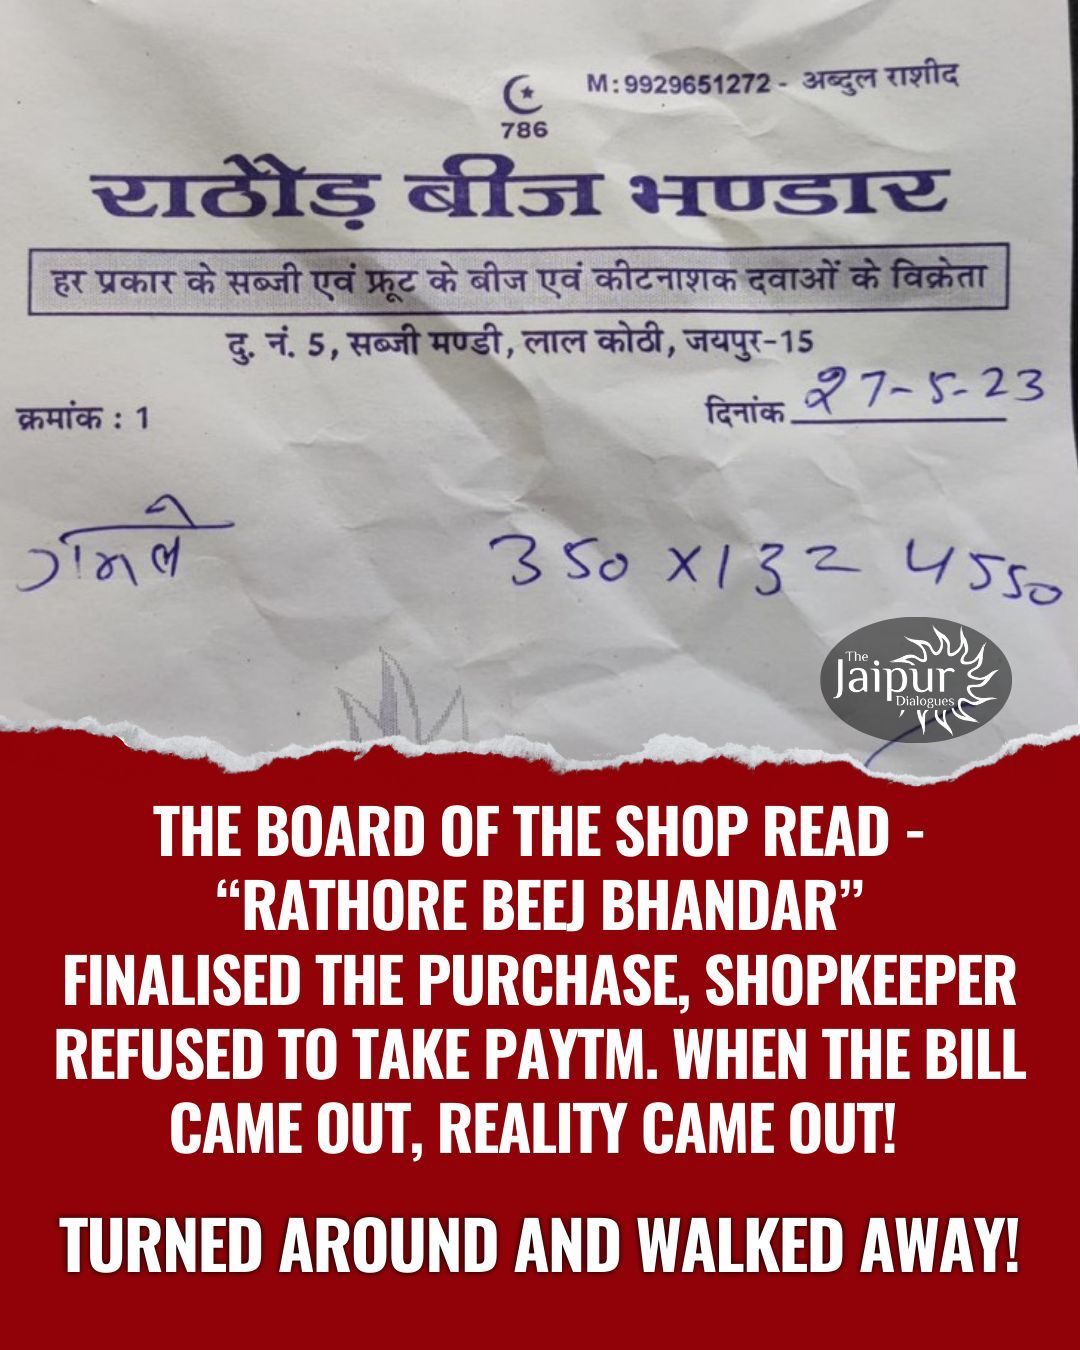 M: 9929651272 - अब्दुल राशीद
786
राठौड़ बीज भण्डार
हर प्रकार के सब्जी एवं फ्रूट के बीज एवं कीटनाशक दवाओं के विक्रेता
दु. नं. 5, सब्जी मण्डी, लाल कोठी, जयपुर-15
क्रमांक : 1
दिनांक 27-5-23
गमले 350 X 13 = 4550
The
Jaipur
Dialogues
THE BOARD OF THE SHOP READ -
“RATHORE BEEJ BHANDAR”
FINALISED THE PURCHASE, SHOPKEEPER
REFUSED TO TAKE PAYTM. WHEN THE BILL
CAME OUT, REALITY CAME OUT!
TURNED AROUND AND WALKED AWAY!